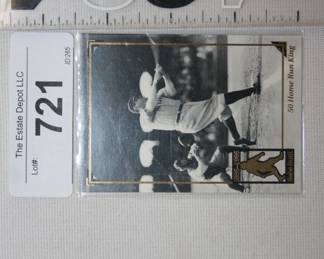 The Estate Depot LLC
Lot#:
721
ID:265
50 Home Run King